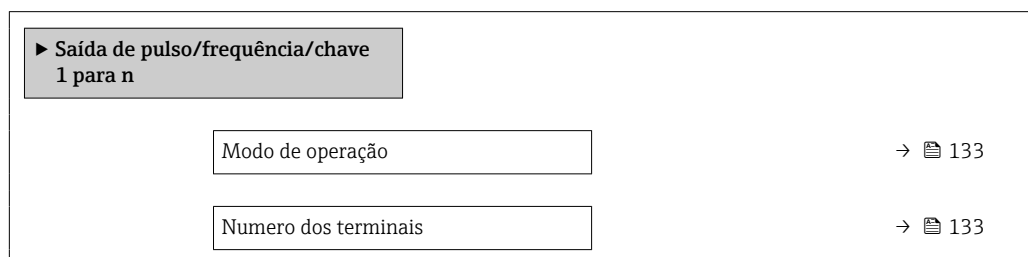 ▶ Saída de pulso/frequência/chave
1 para n
Modo de operação → 133
Numero dos terminais → 133